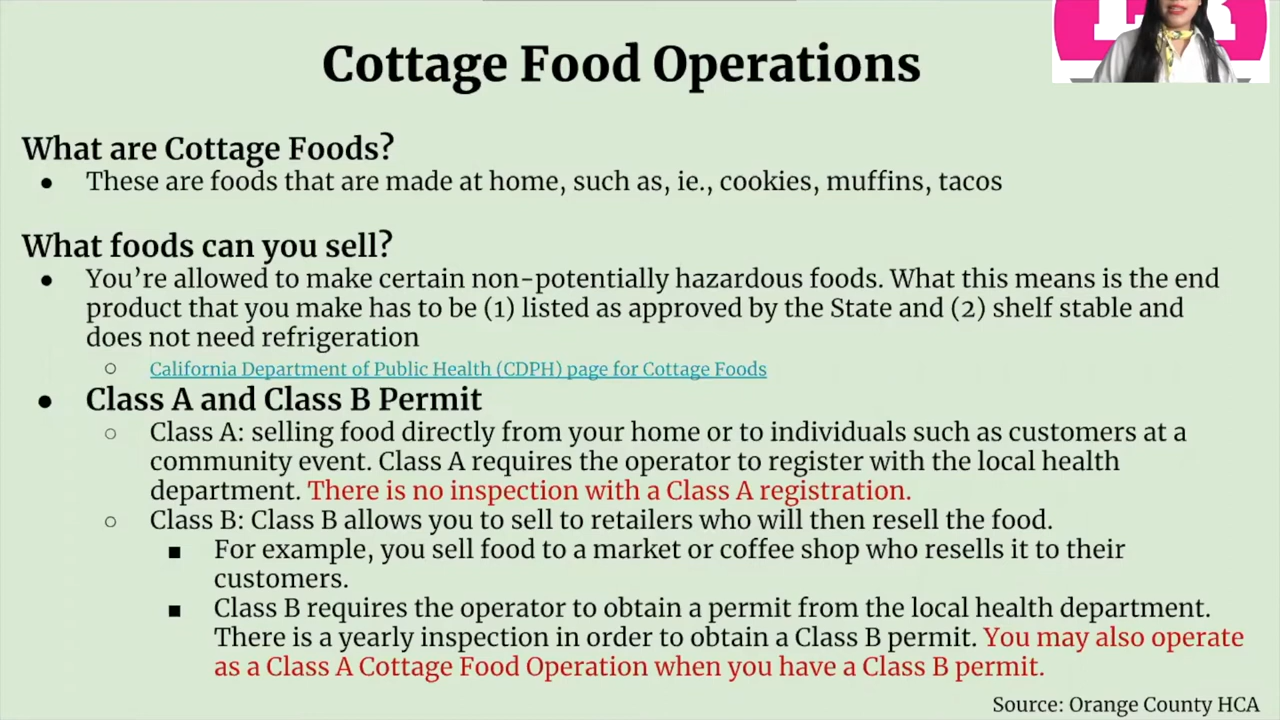 Cottage Food Operations
What are Cottage Foods?
● These are foods that are made at home, such as, ie., cookies, muffins, tacos
What foods can you sell?
● You’re allowed to make certain non-potentially hazardous foods. What this means is the end
product that you make has to be (1) listed as approved by the State and (2) shelf stable and
does not need refrigeration
○ California Department of Public Health (CDPH) page for Cottage Foods
● Class A and Class B Permit
○ Class A: selling food directly from your home or to individuals such as customers at a
community event. Class A requires the operator to register with the local health
department. There is no inspection with a Class A registration.
○ Class B: Class B allows you to sell to retailers who will then resell the food.
■ For example, you sell food to a market or coffee shop who resells it to their
customers.
■ Class B requires the operator to obtain a permit from the local health department.
There is a yearly inspection in order to obtain a Class B permit. You may also operate
as a Class A Cottage Food Operation when you have a Class B permit.
Source: Orange County HCA